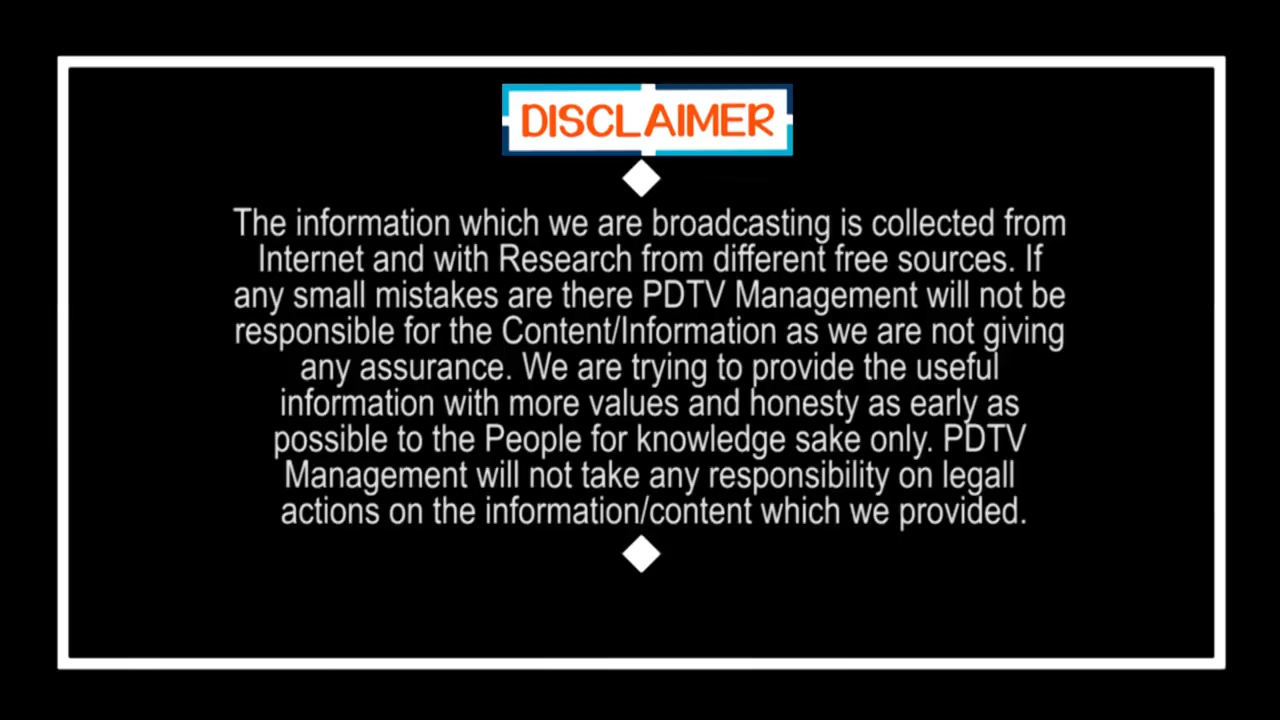 DISCLAIMER
The information which we are broadcasting is collected from
Internet and with Research from different free sources. If
any small mistakes are there PDTV Management will not be
responsible for the Content/Information as we are not giving
any assurance. We are trying to provide the useful
information with more values and honesty as early as
possible to the People for knowledge sake only. PDTV
Management will not take any responsibility on legall
actions on the information/content which we provided.